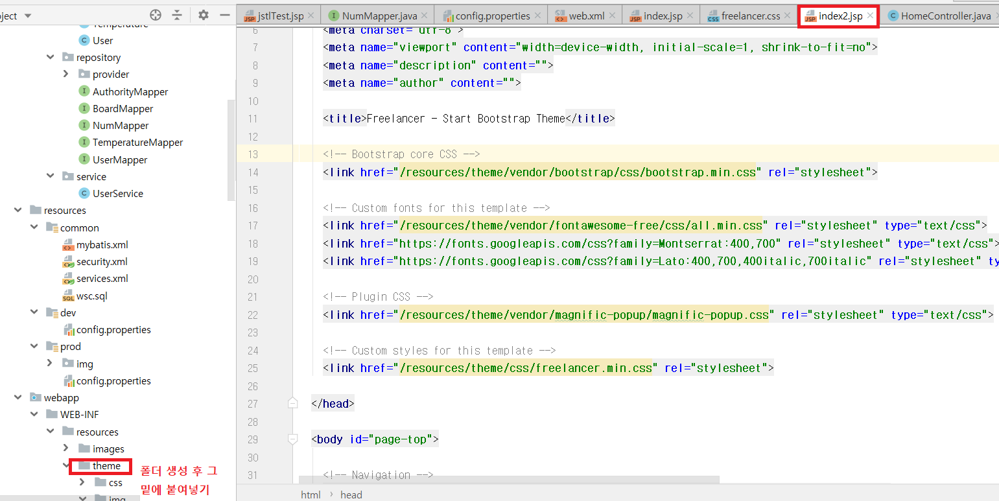 ject
jstlTest.jsp
NumMapper.java
config.properties
web.xml
index.jsp
freelancer.css
index2.jsp
HomeController.java
Temperature
User
repository
provider
AuthorityMapper
BoardMapper
NumMapper
TemperatureMapper
UserMapper
service
UserService
resources
common
mybatis.xml
security.xml
services.xml
wsc.sql
dev
config.properties
prod
img
config.properties
webapp
WEB-INF
resources
images
theme
css
img
폴더 생성 후 그
밑에 붙여넣기
6 <meta charset="utf-8">
7 <meta name="viewport" content="width=device-width, initial-scale=1, shrink-to-fit=no">
8 <meta name="description" content="">
9 <meta name="author" content="">
10
11 <title>Freelancer - Start Bootstrap Theme</title>
12
13 <!-- Bootstrap core CSS -->
14 <link href="/resources/theme/vendor/bootstrap/css/bootstrap.min.css" rel="stylesheet">
15
16 <!-- Custom fonts for this template -->
17 <link href="/resources/theme/vendor/fontawesome-free/css/all.min.css" rel="stylesheet" type="text/css">
18 <link href="https://fonts.googleapis.com/css?family=Montserrat:400,700" rel="stylesheet" type="text/css">
19 <link href="https://fonts.googleapis.com/css?family=Lato:400,700,400italic,700italic" rel="stylesheet" ty
20
21 <!-- Plugin CSS -->
22 <link href="/resources/theme/vendor/magnific-popup/magnific-popup.css" rel="stylesheet" type="text/css">
23
24 <!-- Custom styles for this template -->
25 <link href="/resources/theme/css/freelancer.min.css" rel="stylesheet">
26
27 </head>
28
29 <body id="page-top">
30
31 <!-- Navigation -->
html › head